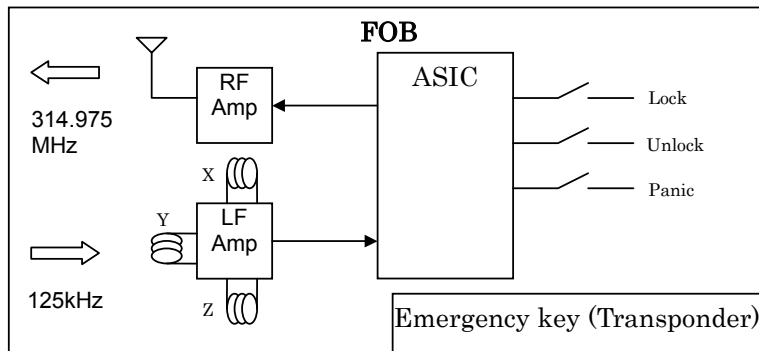 FOB
ASIC
RF
Amp
314.975
MHz
Lock
Unlock
Panic
X
Y
LF
Amp
Z
125kHz
Emergency key (Transponder)